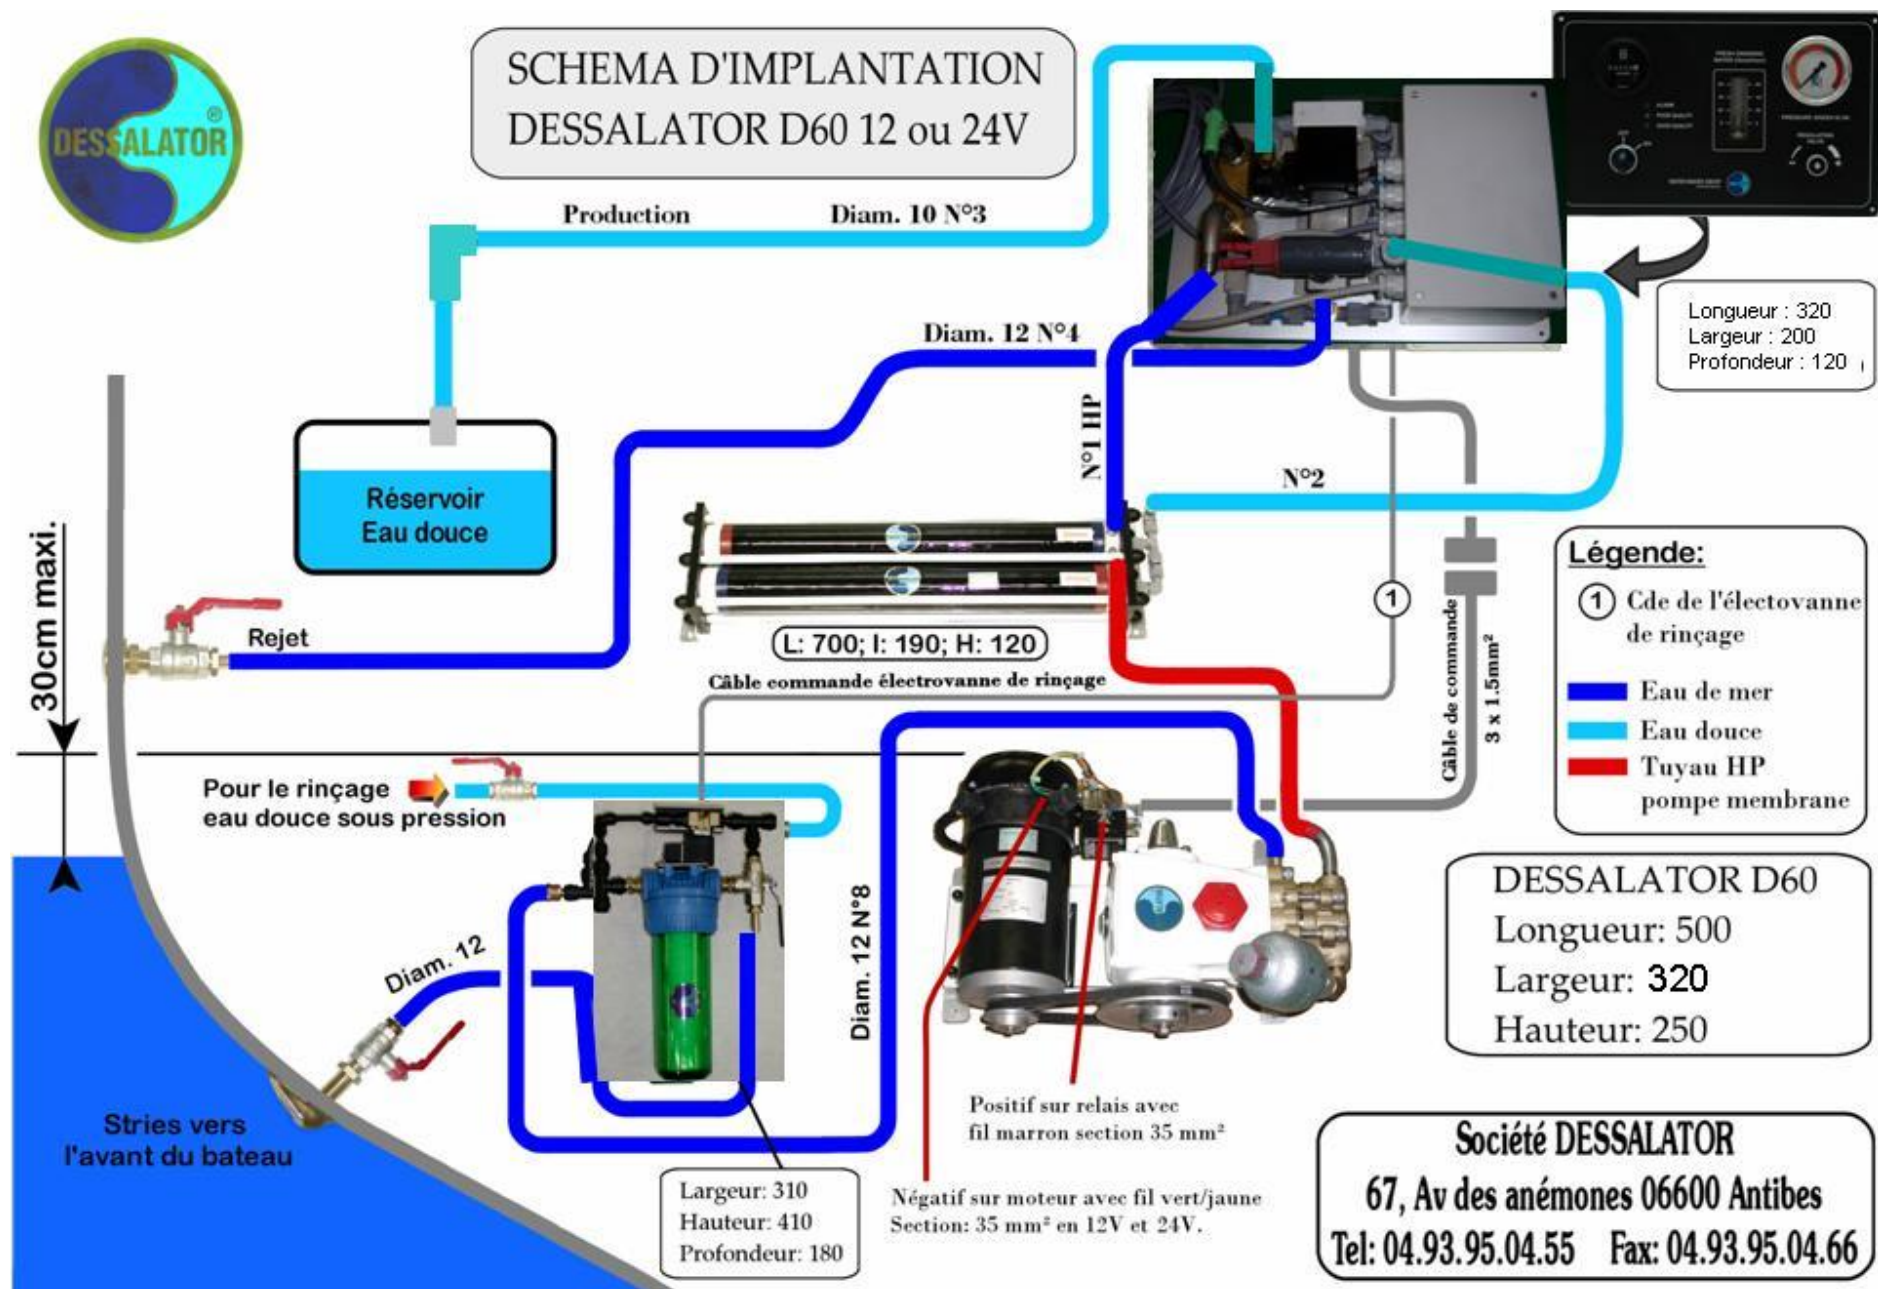 DESSALATOR
®
SCHEMA D'IMPLANTATION
DESSALATOR D60 12 ou 24V
Production
Diam. 10 N°3
Longueur : 320
Largeur : 200
Profondeur : 120
Diam. 12 N°4
N°1 HP
N°2
Réservoir
Eau douce
30cm maxi.
Rejet
L: 700; l: 190; H: 120
Câble commande électrovanne de rinçage
1
Câble de commande
3 x 1.5mm²
Légende:
1 Cde de l'électovanne
de rinçage
Eau de mer
Eau douce
Tuyau HP
pompe membrane
Pour le rinçage
eau douce sous pression
Diam. 12
Diam. 12 N°8
DESSALATOR D60
Longueur: 500
Largeur: 320
Hauteur: 250
Stries vers
l'avant du bateau
Positif sur relais avec
fil marron section 35 mm²
Négatif sur moteur avec fil vert/jaune
Section: 35 mm² en 12V et 24V.
Largeur: 310
Hauteur: 410
Profondeur: 180
Société DESSALATOR
67, Av des anémones 06600 Antibes
Tel: 04.93.95.04.55 Fax: 04.93.95.04.66